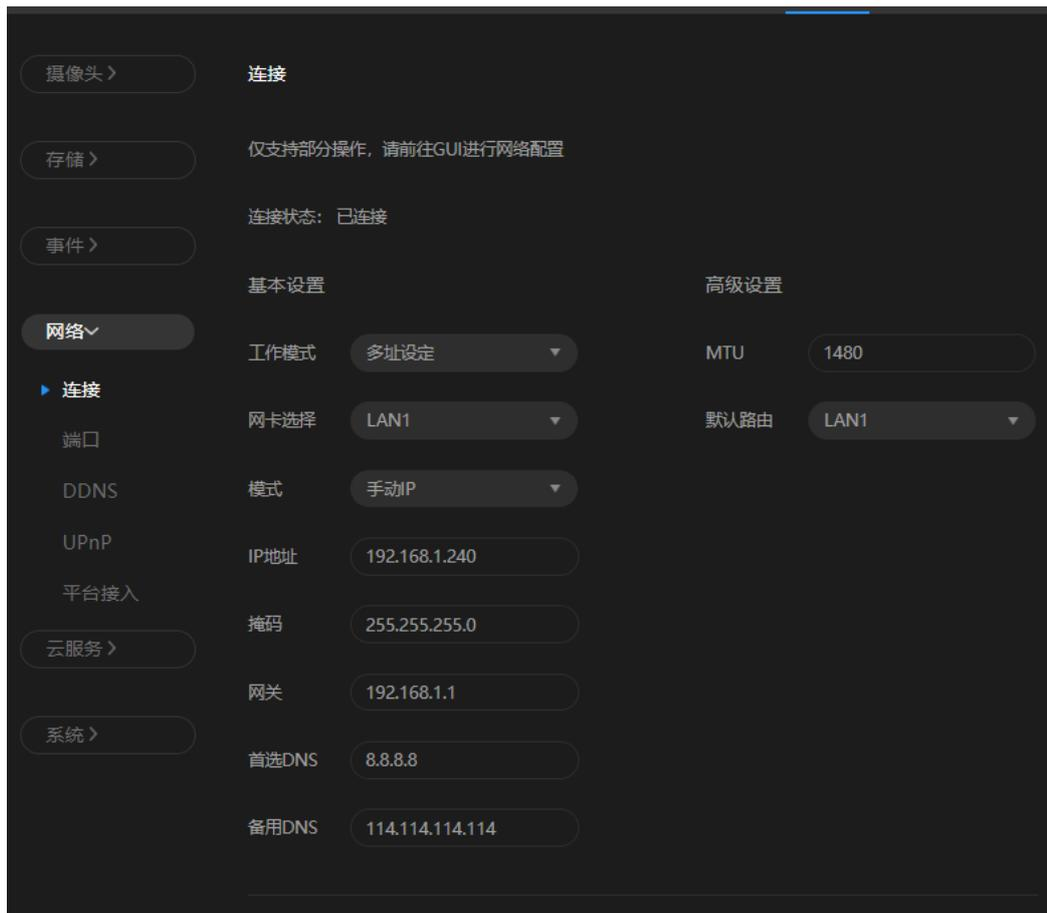 摄像头
连接
存储
仅支持部分操作，请前往GUI进行网络配置
连接状态： 已连接
事件
基本设置 高级设置
网络
工作模式 多址设定 MTU 1480
连接
网卡选择 LAN1 默认路由 LAN1
端口
模式 手动IP
DDNS
UPnP
IP地址 192.168.1.240
平台接入
掩码 255.255.255.0
云服务
网关 192.168.1.1
系统
首选DNS 8.8.8.8
备用DNS 114.114.114.114